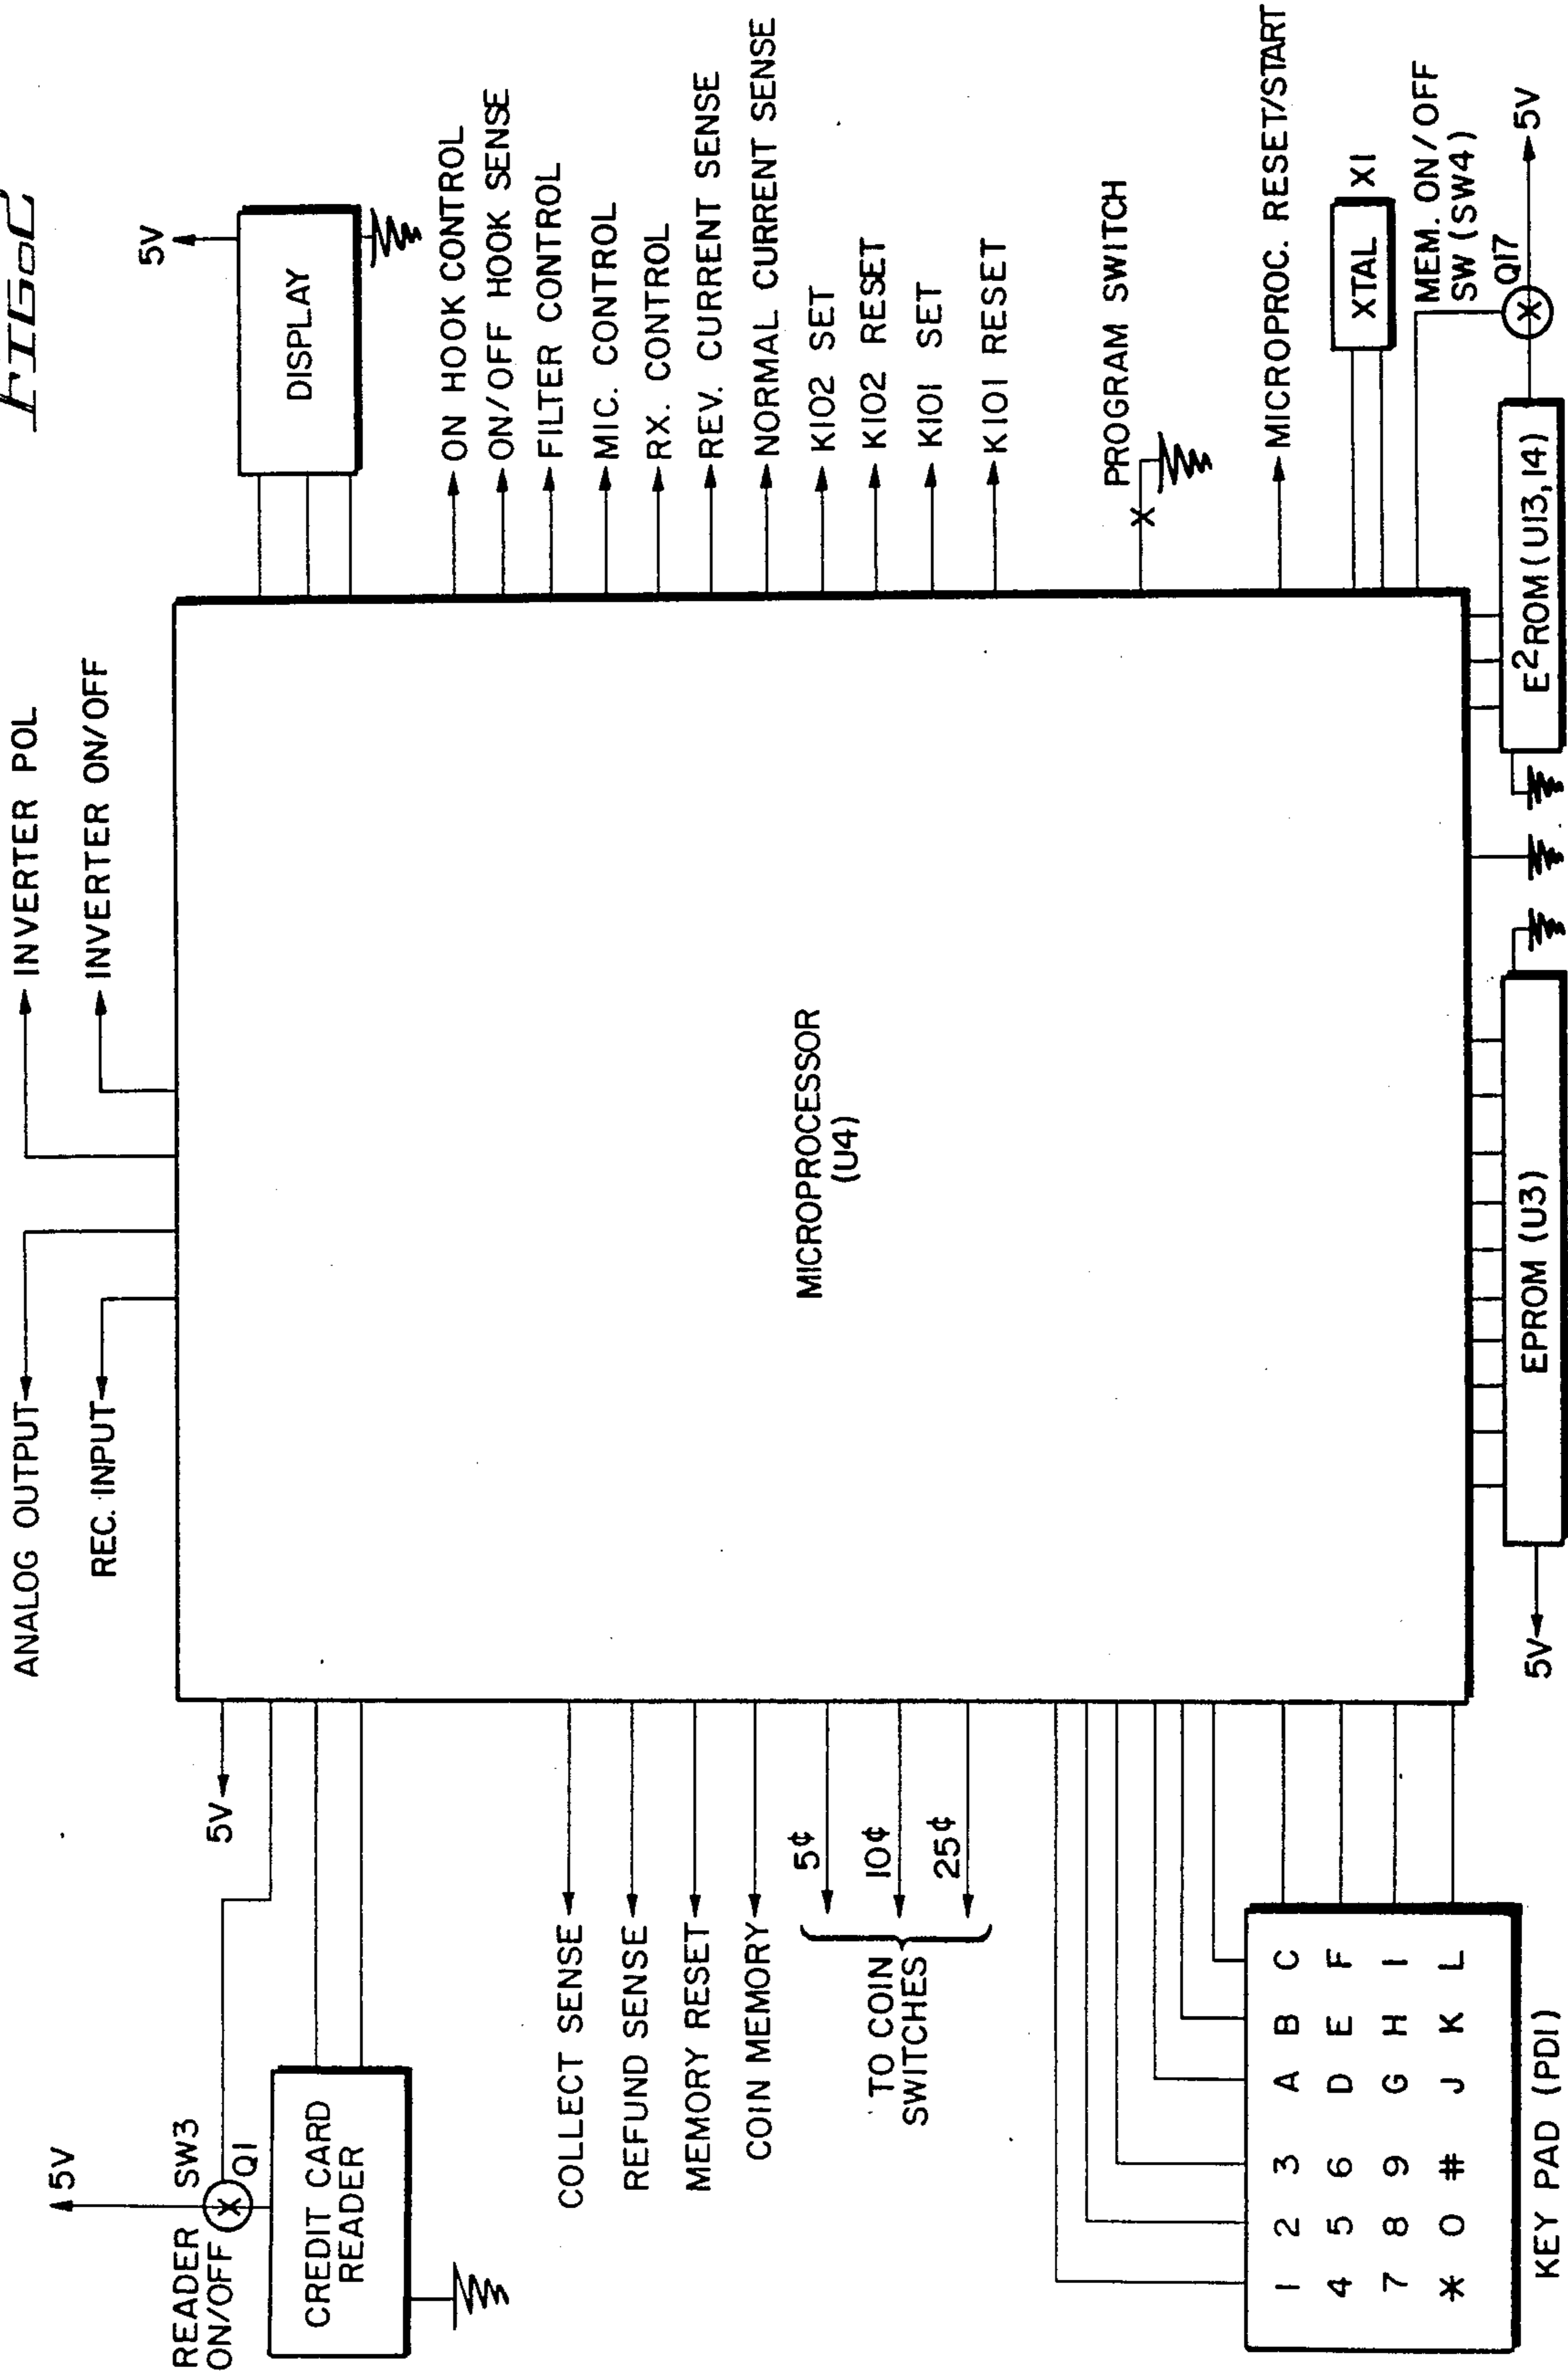 FIG.2C
ANALOG OUTPUT
REC. INPUT
INVERTER POL
INVERTER ON/OFF
5V
READER
ON/OFF
SW3
Q1
CREDIT CARD
READER
5V
COLLECT SENSE
REFUND SENSE
MEMORY RESET
COIN MEMORY
5¢
10¢
25¢
TO COIN
SWITCHES
1 2 3 A B C
4 5 6 D E F
7 8 9 G H I
* 0 # J K L
KEY PAD (PD1)
MICROPROCESSOR
(U4)
5V
DISPLAY
ON HOOK CONTROL
ON/OFF HOOK SENSE
FILTER CONTROL
MIC. CONTROL
RX. CONTROL
REV. CURRENT SENSE
NORMAL CURRENT SENSE
K102 SET
K102 RESET
K101 SET
K101 RESET
PROGRAM SWITCH
MICROPROC. RESET/START
XTAL
X1
MEM. ON/OFF
SW (SW4)
Q17
5V
5V
EPROM (U3)
E²ROM (U13,14)